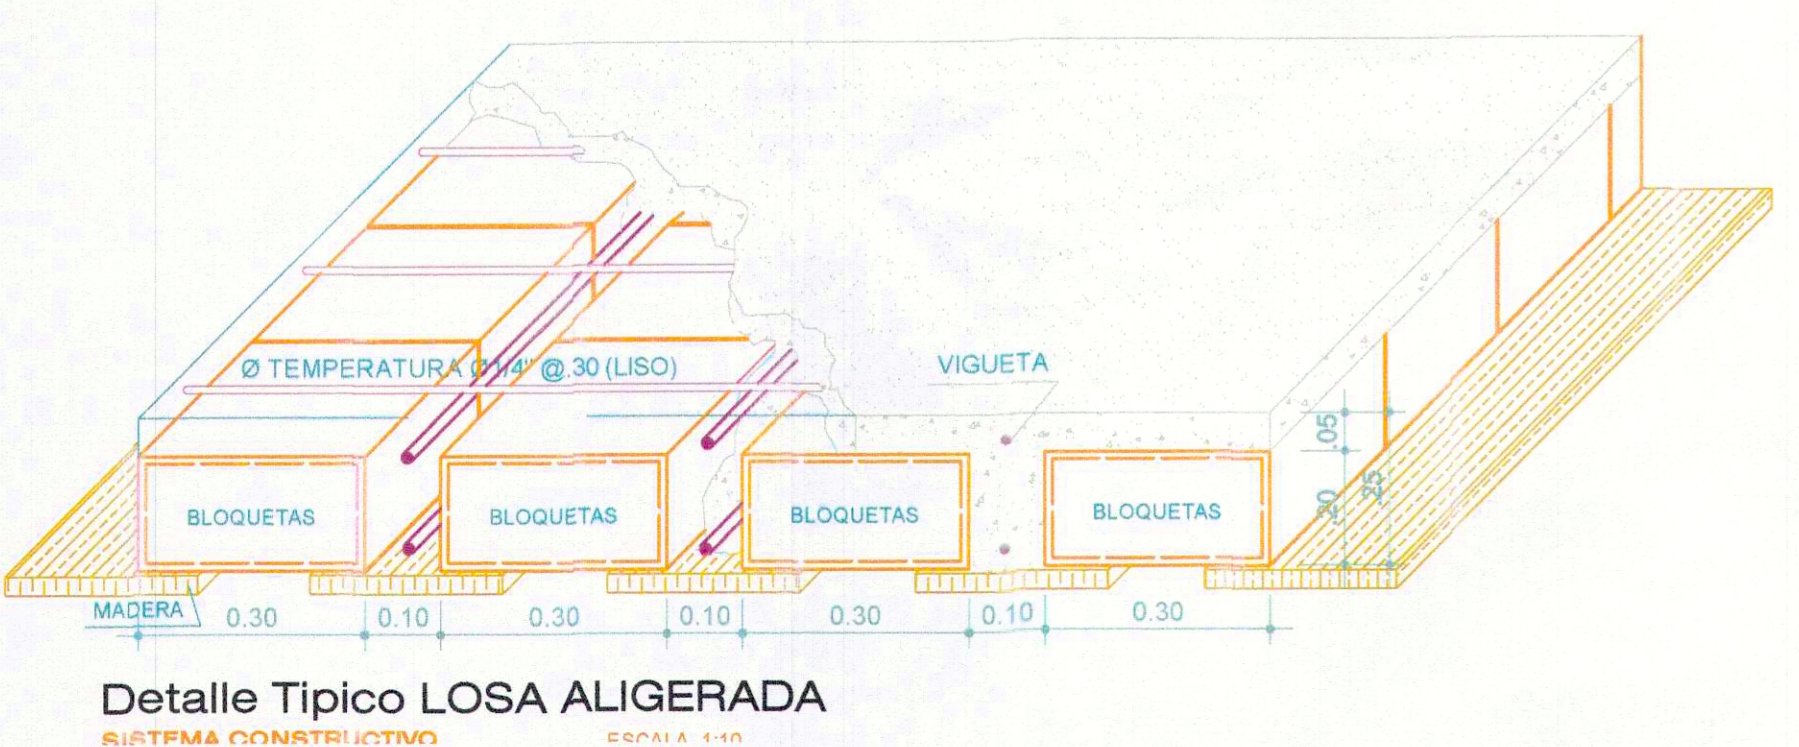 Ø TEMPERATURA Ø1/4" @.30 (LISO)
VIGUETA
.05
.20
.25
BLOQUETAS
BLOQUETAS
BLOQUETAS
BLOQUETAS
MADERA
0.30
0.10
0.30
0.10
0.30
0.10
0.30
Detalle Tipico LOSA ALIGERADA
SISTEMA CONSTRUCTIVO
ESCALA 1:10